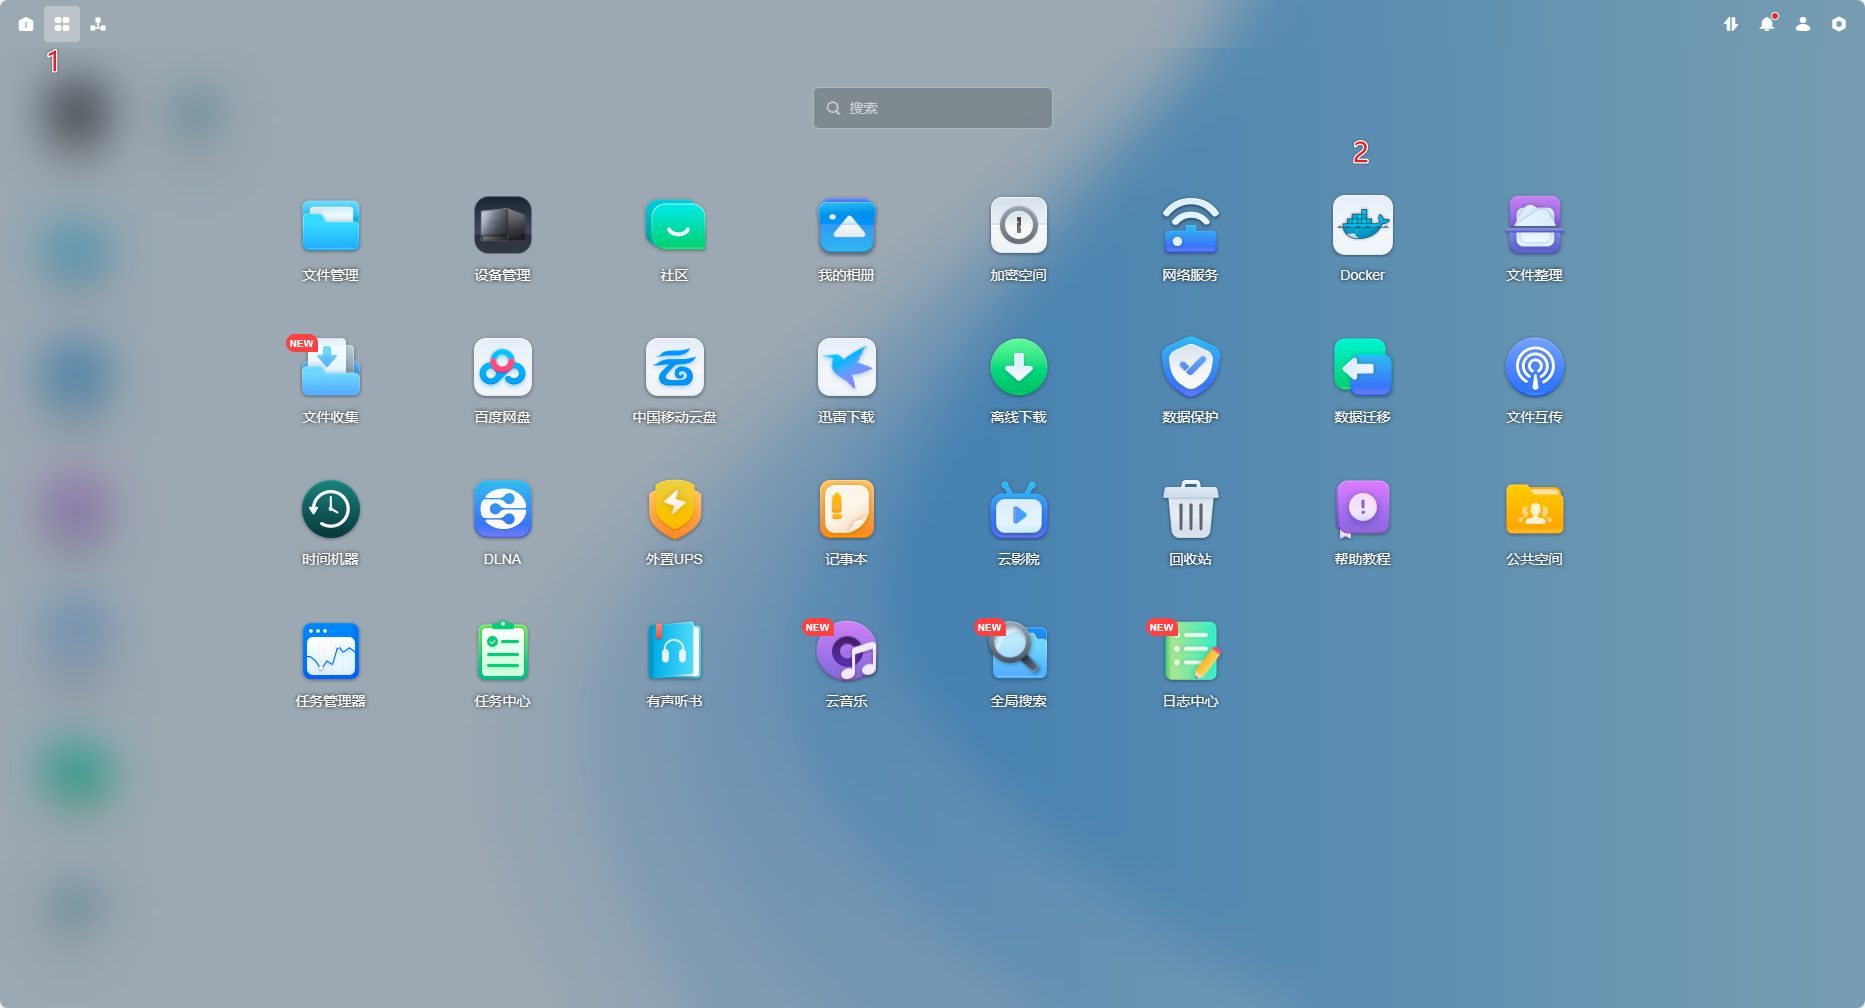 1
搜索
2
文件管理
设备管理
社区
我的相册
加密空间
网络服务
Docker
文件整理
NEW
文件收集
百度网盘
中国移动云盘
迅雷下载
离线下载
数据保护
数据迁移
文件互传
时间机器
DLNA
外置UPS
记事本
云影院
回收站
帮助教程
公共空间
任务管理器
任务中心
有声听书
NEW
云音乐
NEW
全局搜索
NEW
日志中心